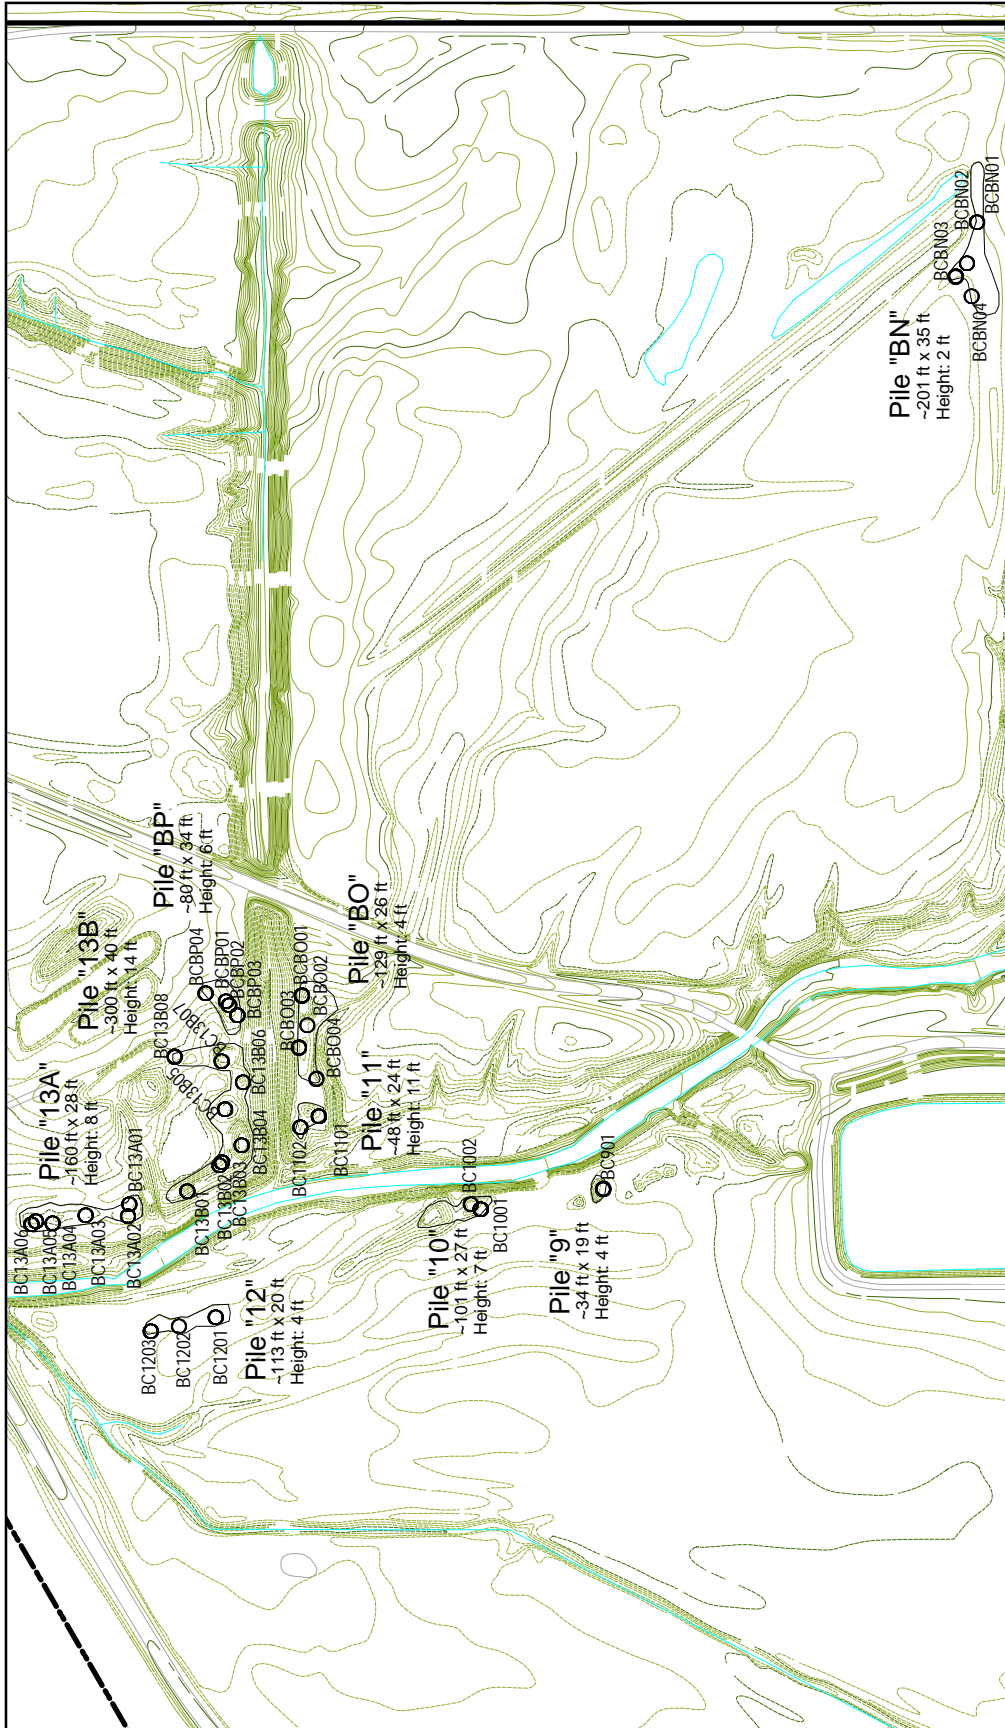 Pile "13A"
~160 ft x 28 ft
Height: 8 ft
BC13A06
BC13A05
BC13A04
BC13A03
BC13A02
BC13A01
Pile "13B"
~300 ft x 40 ft
Height: 14 ft
BC13B08
BC13B07
BC13B05
BC13B06
BC13B04
BC13B03
BC13B02
BC13B01
Pile "BP"
~80 ft x 34 ft
Height: 6 ft
BCBP04
BCBP01
BCBP02
BCBP03
Pile "BO"
~129 ft x 26 ft
Height: 4 ft
BCBO01
BCBO02
BCBO03
BCBO04
Pile "11"
~48 ft x 24 ft
Height: 11 ft
BC1102
BC1101
Pile "12"
~113 ft x 20 ft
Height: 4 ft
BC1203
BC1202
BC1201
Pile "10"
~101 ft x 27 ft
Height: 7 ft
BC1002
BC1001
Pile "9"
~34 ft x 19 ft
Height: 4 ft
BC901
Pile "BN"
~201 ft x 35 ft
Height: 2 ft
BCBN03
BCBN02
BCBN01
BCBN04